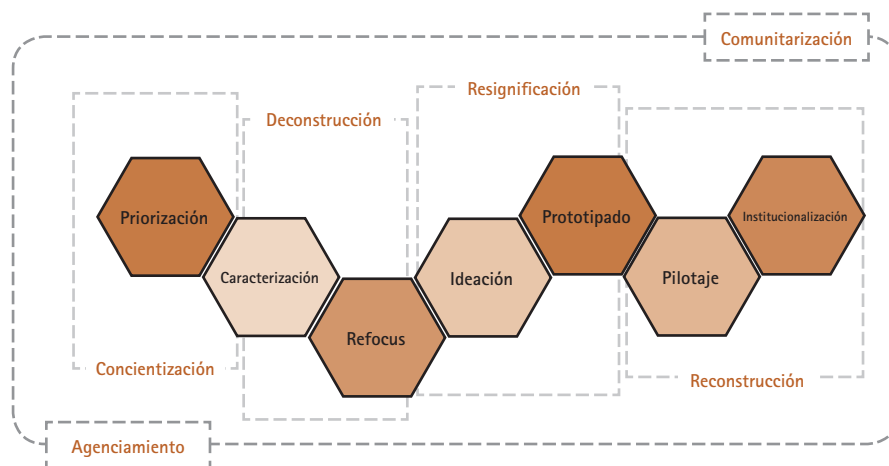 Comunitarización
Resignificación
Deconstrucción
Priorización
Prototipado
Institucionalización
Caracterización
Ideación
Pilotaje
Refocus
Concientización
Reconstrucción
Agenciamiento